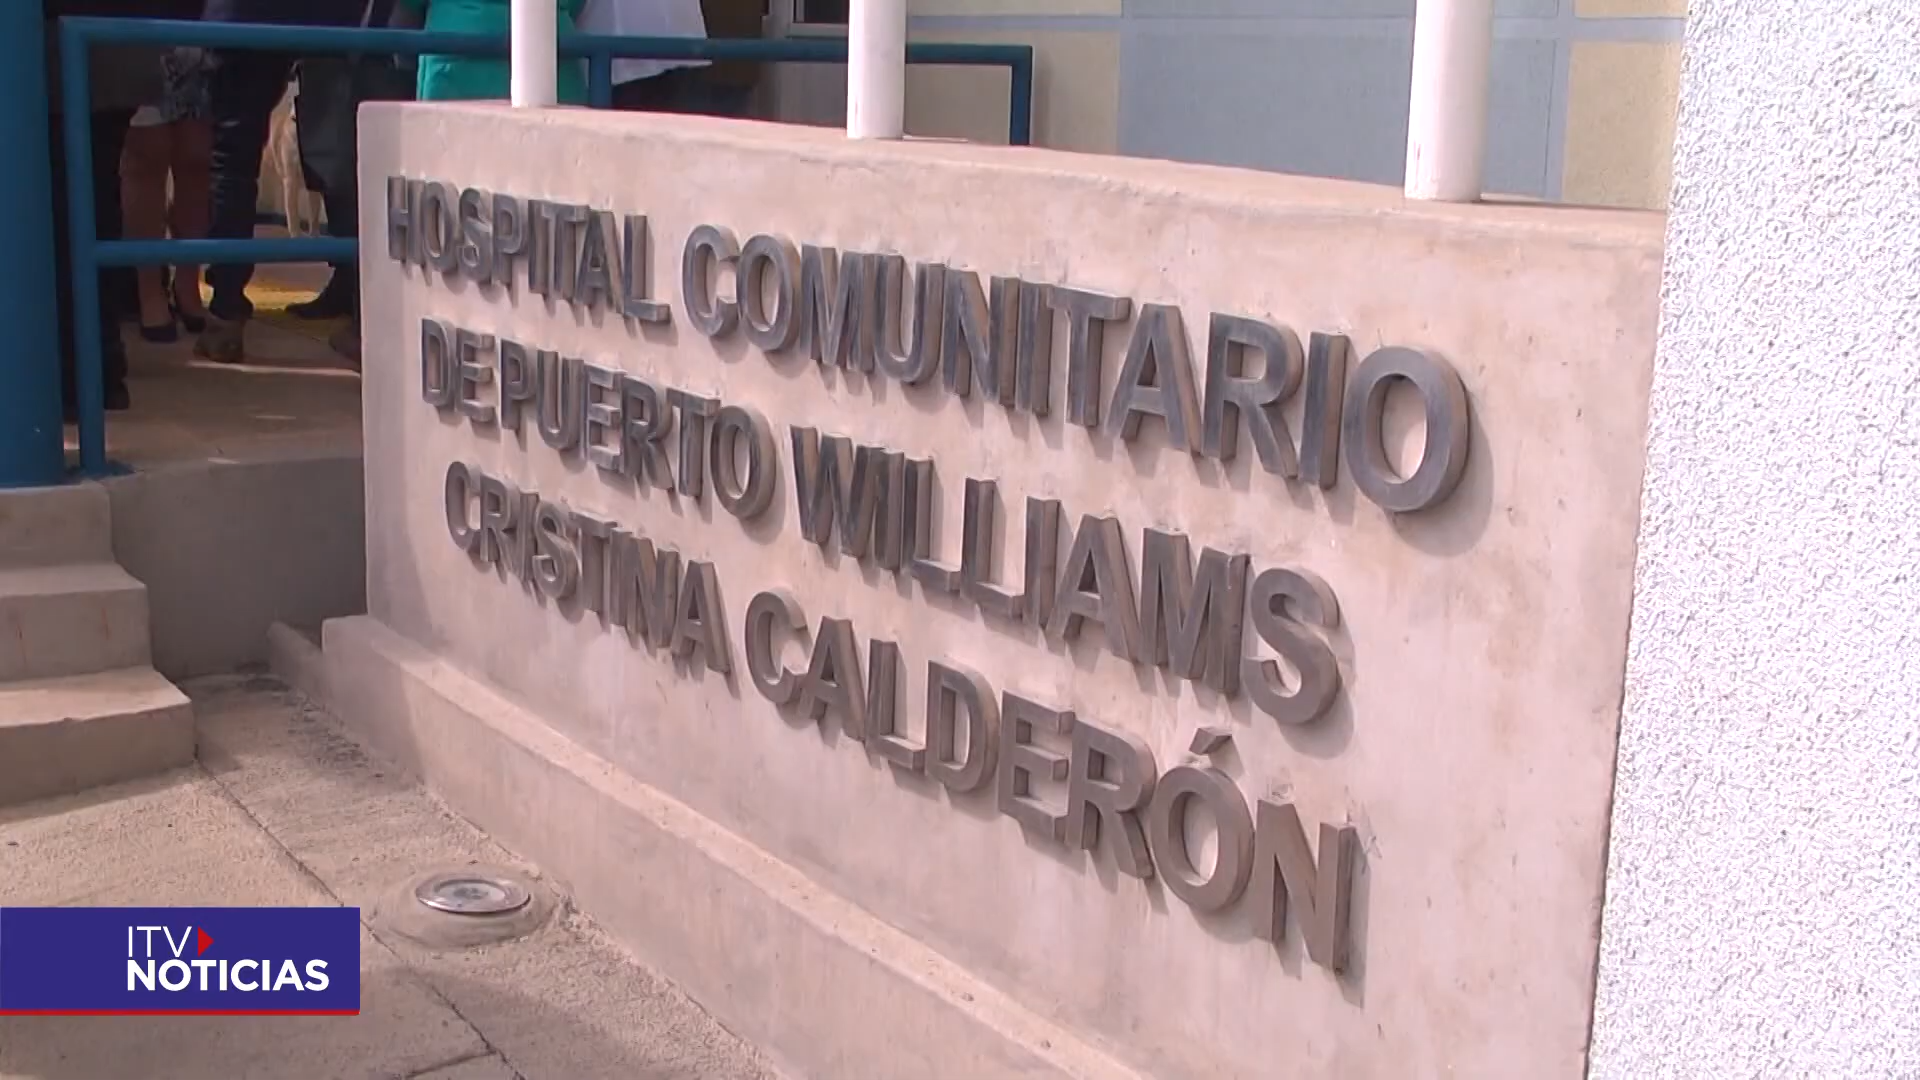 HOSPITAL COMUNITARIO
DE PUERTO WILLIAMS
CRISTINA CALDERÓN
ITV
NOTICIAS